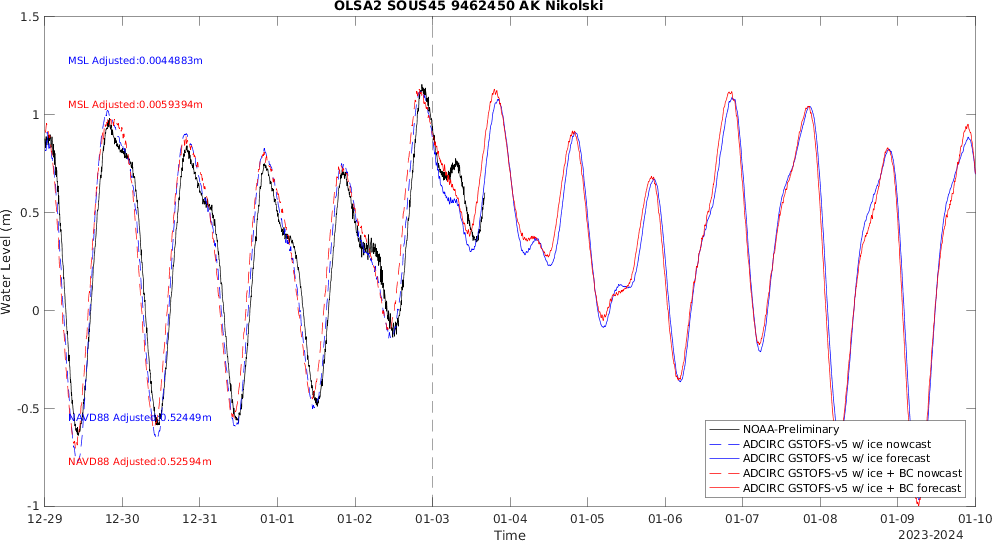 OLSA2 SOUS45 9462450 AK Nikolski
1.5
1
0.5
0
-0.5
-1
Water Level (m)
MSL Adjusted:0.0044883m
MSL Adjusted:0.0059394m
NAVD88 Adjusted:0.52449m
NAVD88 Adjusted:0.52594m
NOAA-Preliminary
ADCIRC GSTOFS-v5 w/ ice nowcast
ADCIRC GSTOFS-v5 w/ ice forecast
ADCIRC GSTOFS-v5 w/ ice + BC nowcast
ADCIRC GSTOFS-v5 w/ ice + BC forecast
12-29 12-30 12-31 01-01 01-02 01-03 01-04 01-05 01-06 01-07 01-08 01-09 01-10
Time
2023-2024